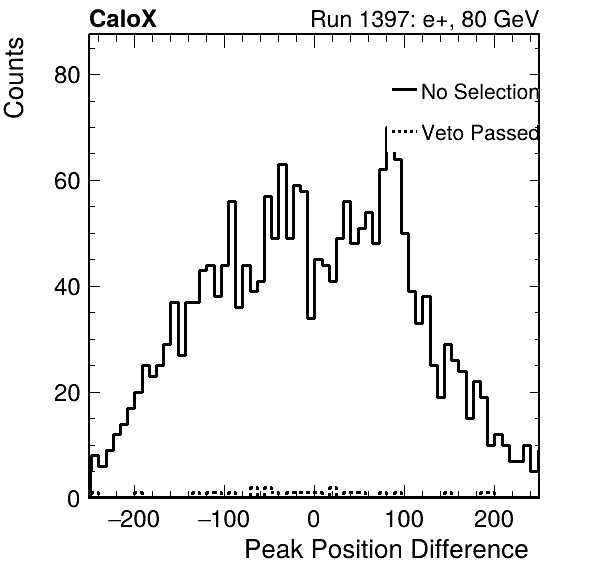 CaloX Run 1397: e+, 80 GeV
Counts
80
60
40
20
0
No Selection
Veto Passed
−200 −100 0 100 200
Peak Position Difference